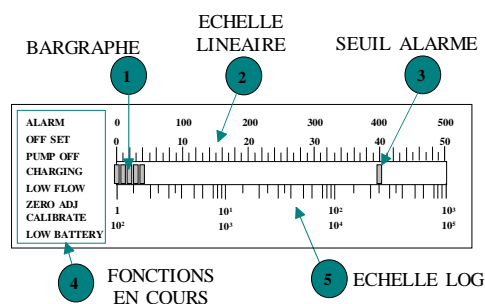 ECHELLE
LINEAIRE
BARGRAPHE
SEUIL ALARME
1
2
3
ALARM
OFF SET
PUMP OFF
CHARGING
LOW FLOW
ZERO ADJ
CALIBRATE
LOW BATTERY
0 100 200 300 400 500
0 10 20 30 40 50
1 10¹ 10² 10³
10² 10³ 10⁴ 10⁵
4
FONCTIONS
EN COURS
5
ECHELLE LOG